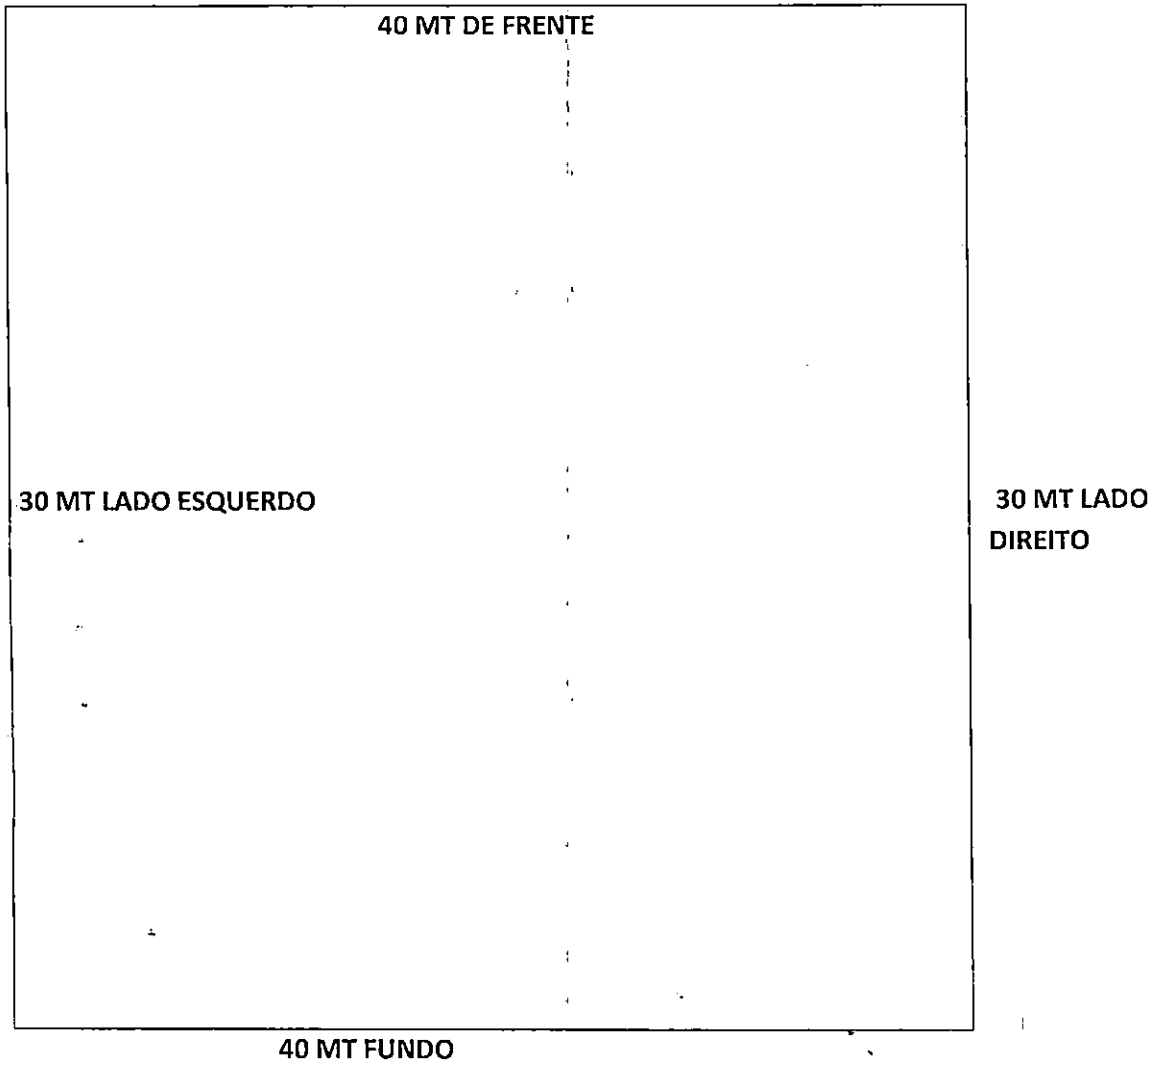 40 MT DE FRENTE
30 MT LADO ESQUERDO
30 MT LADO
DIREITO
40 MT FUNDO